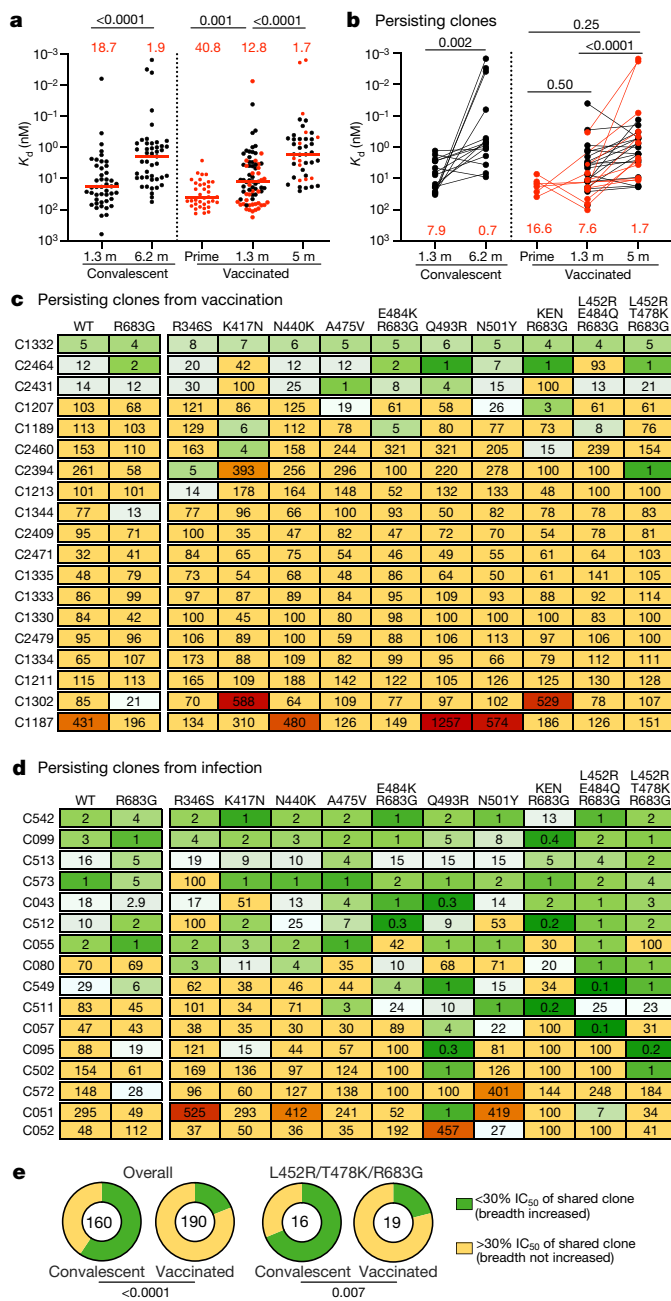 a
<0.0001 0.001 <0.0001
18.7 1.9 40.8 12.8 1.7
10⁻³
10⁻²
10⁻¹
10⁰
10¹
10²
10³
Kd (nM)
1.3 m 6.2 m Prime 1.3 m 5 m
Convalescent Vaccinated
b Persisting clones
0.25
0.002 <0.0001
0.50
10⁻³
10⁻²
10⁻¹
10⁰
10¹
10²
10³
Kd (nM)
7.9 0.7 16.6 7.6 1.7
1.3 m 6.2 m Prime 1.3 m 5 m
Convalescent Vaccinated
c Persisting clones from vaccination
WT R683G R346S K417N N440K A475V E484K R683G Q493R N501Y KEN R683G L452R E484Q R683G L452R T478K R683G
C1332 5 4 8 7 6 5 5 6 5 4 4 5
C2464 12 2 20 42 12 12 2 1 7 1 93 1
C2431 14 12 30 100 25 1 8 4 15 100 13 21
C1207 103 68 121 86 125 19 61 58 26 3 61 61
C1189 113 103 129 6 112 78 5 80 77 73 8 76
C2460 153 110 163 4 158 244 321 321 205 15 239 154
C2394 261 58 5 393 256 296 100 220 278 100 100 1
C1213 101 101 14 178 164 148 52 132 133 48 100 100
C1344 77 13 77 96 66 100 93 50 82 78 78 83
C2409 95 71 100 35 47 82 47 72 70 54 78 81
C2471 32 41 84 65 75 54 46 49 55 61 64 103
C1335 48 79 73 54 68 48 86 64 50 61 141 105
C1333 86 99 97 87 89 84 95 109 93 88 92 114
C1330 84 42 100 45 100 80 98 100 100 100 83 100
C2479 95 96 106 89 100 59 88 106 113 97 106 100
C1334 65 107 173 88 109 82 99 95 66 79 112 111
C1211 115 113 165 109 188 142 122 105 126 125 130 128
C1302 85 21 70 588 64 109 77 97 102 529 78 107
C1187 431 196 134 310 480 126 149 1257 574 186 126 151
d Persisting clones from infection
WT R683G R346S K417N N440K A475V E484K R683G Q493R N501Y KEN R683G L452R E484Q R683G L452R T478K R683G
C542 2 4 2 1 2 2 1 2 1 13 1 2
C099 3 1 4 2 3 2 1 5 8 0.4 2 1
C513 16 5 19 9 10 4 15 15 15 5 4 2
C573 1 5 100 1 1 1 2 1 2 1 2 4
C043 18 2.9 17 51 13 4 1 0.3 14 2 1 3
C512 10 2 100 2 25 7 0.3 9 53 0.2 1 2
C055 2 1 2 3 2 1 42 1 1 30 1 100
C080 70 69 3 11 4 35 10 68 71 20 1 1
C549 29 6 62 38 46 44 4 1 15 34 0.1 1
C511 83 45 101 34 71 3 24 10 1 0.2 25 23
C057 47 43 38 35 30 30 89 4 22 100 0.1 31
C095 88 19 121 15 44 57 100 0.3 81 100 100 0.2
C502 154 61 169 136 97 124 100 1 126 100 100 1
C572 148 28 96 60 127 138 100 100 401 144 248 184
C051 295 49 525 293 412 241 52 1 419 100 7 34
C052 48 112 37 50 36 35 192 457 27 100 100 41
e
Overall L452R/T478K/R683G
160 190 16 19
Convalescent Vaccinated Convalescent Vaccinated
<0.0001 0.007
<30% IC₅₀ of shared clone
(breadth increased)
>30% IC₅₀ of shared clone
(breadth not increased)